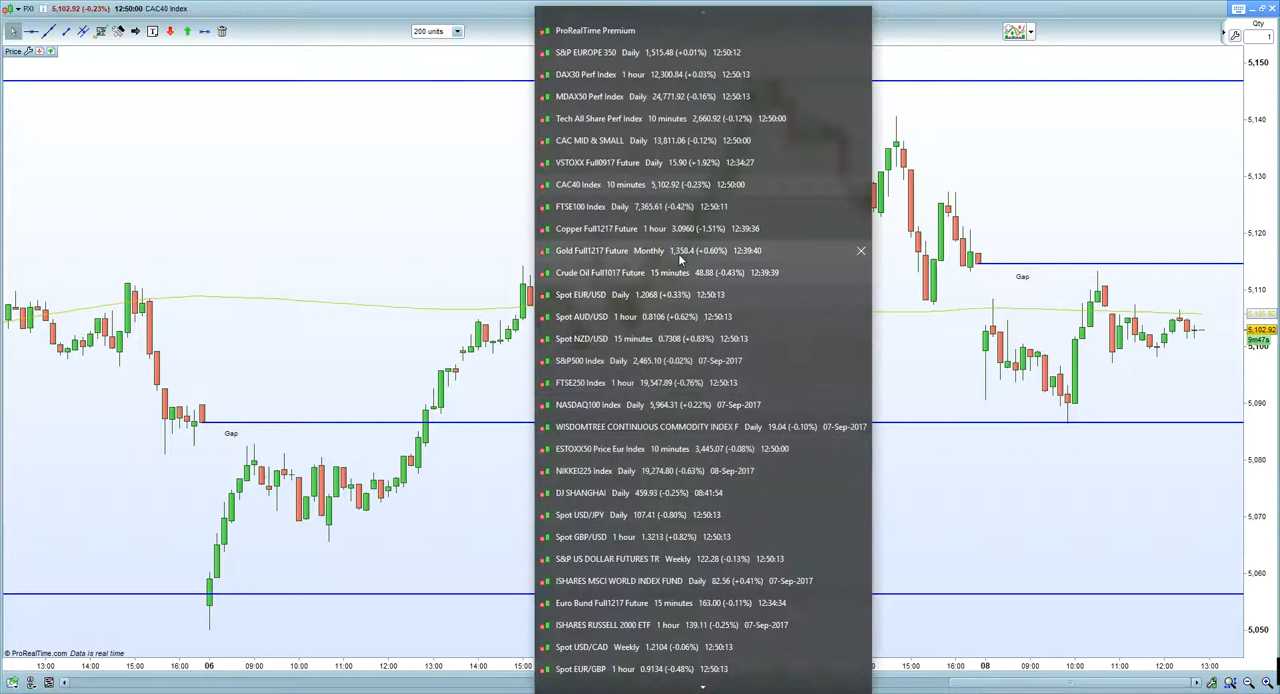 PXI 5,102.92 (-0.23%) 12:50:00 CAC40 Index
200 units
Qty
1
Price
ProRealTime Premium
S&P EUROPE 350 Daily 1,515.48 (+0.01%) 12:50:12
DAX30 Perf Index 1 hour 12,300.84 (+0.03%) 12:50:13
MDAX50 Perf Index Daily 24,771.92 (-0.16%) 12:50:13
Tech All Share Perf Index 10 minutes 2,660.92 (-0.12%) 12:50:00
CAC MID & SMALL Daily 13,811.06 (-0.12%) 12:50:00
VSTOXX Full0917 Future Daily 15.90 (+1.92%) 12:34:27
CAC40 Index 10 minutes 5,102.92 (-0.23%) 12:50:00
FTSE100 Index Daily 7,365.61 (-0.42%) 12:50:11
Copper Full1217 Future 1 hour 3.0960 (-1.51%) 12:39:36
Gold Full1217 Future Monthly 1,358.4 (+0.60%) 12:39:40
Crude Oil Full1017 Future 15 minutes 48.88 (-0.43%) 12:39:39
Spot EUR/USD Daily 1.2068 (+0.33%) 12:50:13
Spot AUD/USD 1 hour 0.8106 (+0.62%) 12:50:13
Spot NZD/USD 15 minutes 0.7308 (+0.83%) 12:50:13
S&P500 Index Daily 2,465.10 (-0.02%) 07-Sep-2017
FTSE250 Index 1 hour 19,547.89 (-0.76%) 12:50:13
NASDAQ100 Index Daily 5,964.31 (+0.22%) 07-Sep-2017
WISDOMTREE CONTINUOUS COMMODITY INDEX F Daily 19.04 (-0.10%) 07-Sep-2017
ESTOXX50 Price Eur Index 10 minutes 3,445.07 (-0.08%) 12:50:00
NIKKEI225 Index Daily 19,274.80 (-0.63%) 08-Sep-2017
DJ SHANGHAI Daily 459.93 (-0.25%) 08:41:54
Spot USD/JPY Daily 107.41 (-0.80%) 12:50:13
Spot GBP/USD 1 hour 1.3213 (+0.82%) 12:50:13
S&P US DOLLAR FUTURES TR Weekly 122.28 (-0.13%) 12:50:13
ISHARES MSCI WORLD INDEX FUND Daily 82.56 (+0.41%) 07-Sep-2017
Euro Bund Full1217 Future 15 minutes 163.00 (-0.11%) 12:34:34
ISHARES RUSSELL 2000 ETF 1 hour 139.11 (-0.25%) 07-Sep-2017
Spot USD/CAD Weekly 1.2104 (-0.06%) 12:50:13
Spot EUR/GBP 1 hour 0.9134 (-0.48%) 12:50:13
Gap
Gap
5,150
5,140
5,130
5,120
5,110
5,102.92
9m47s
5,100
5,090
5,080
5,070
5,060
5,050
© ProRealTime.com Data is real time
13:00 14:00 15:00 06 09:00 10:00 11:00 12:00 13:00 14:00 15:00
15:00 08 10:00 11:00 12:00 13:00